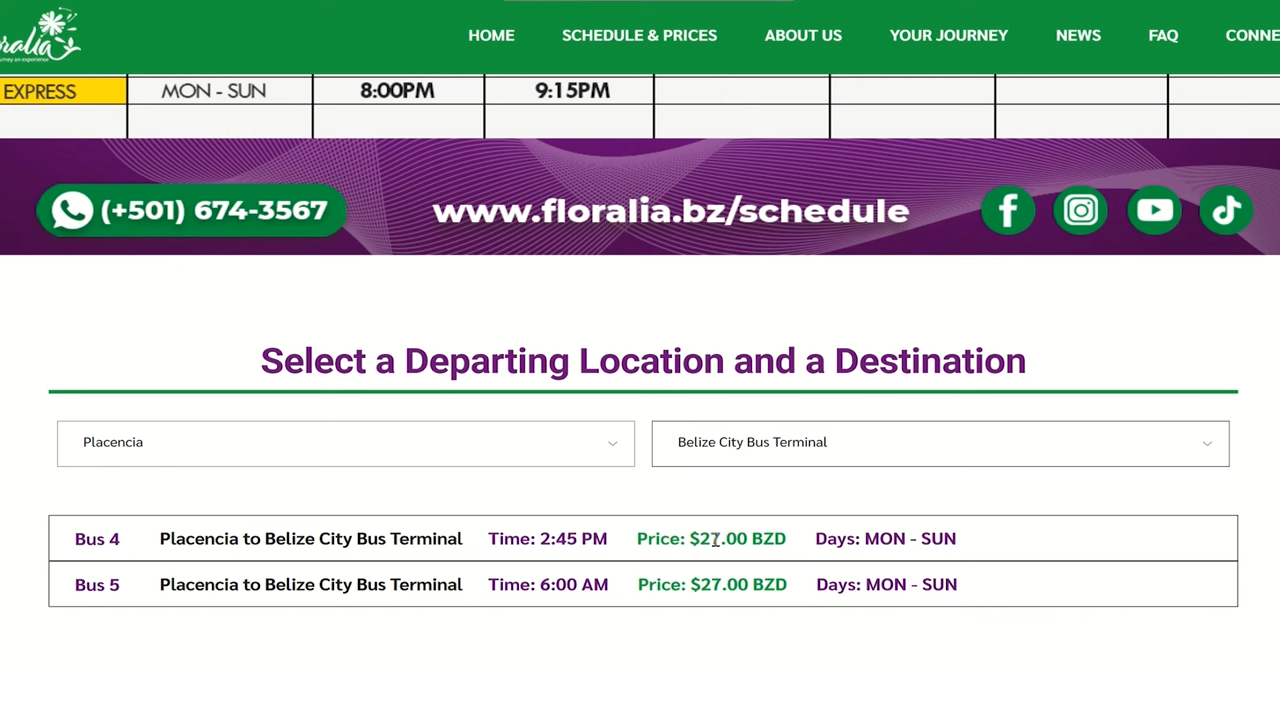 HOME SCHEDULE & PRICES ABOUT US YOUR JOURNEY NEWS FAQ CONNE
EXPRESS MON - SUN 8:00PM 9:15PM
(+501) 674-3567 www.floralia.bz/schedule
Select a Departing Location and a Destination
Placencia Belize City Bus Terminal
Bus 4 Placencia to Belize City Bus Terminal Time: 2:45 PM Price: $27.00 BZD Days: MON - SUN
Bus 5 Placencia to Belize City Bus Terminal Time: 6:00 AM Price: $27.00 BZD Days: MON - SUN